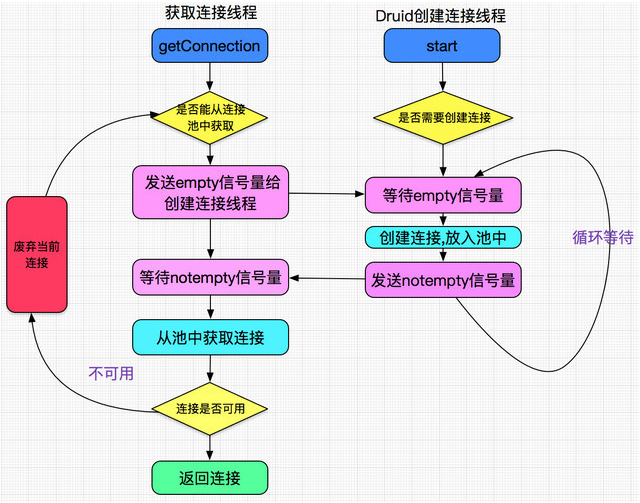 获取连接线程
Druid创建连接线程
getConnection
start
是否能从连接
池中获取
是否需要创建连接
发送empty信号量给
创建连接线程
等待empty信号量
废弃当前
连接
创建连接,放入池中
循环等待
等待notempty信号量
发送notempty信号量
从池中获取连接
不可用
连接是否可用
返回连接